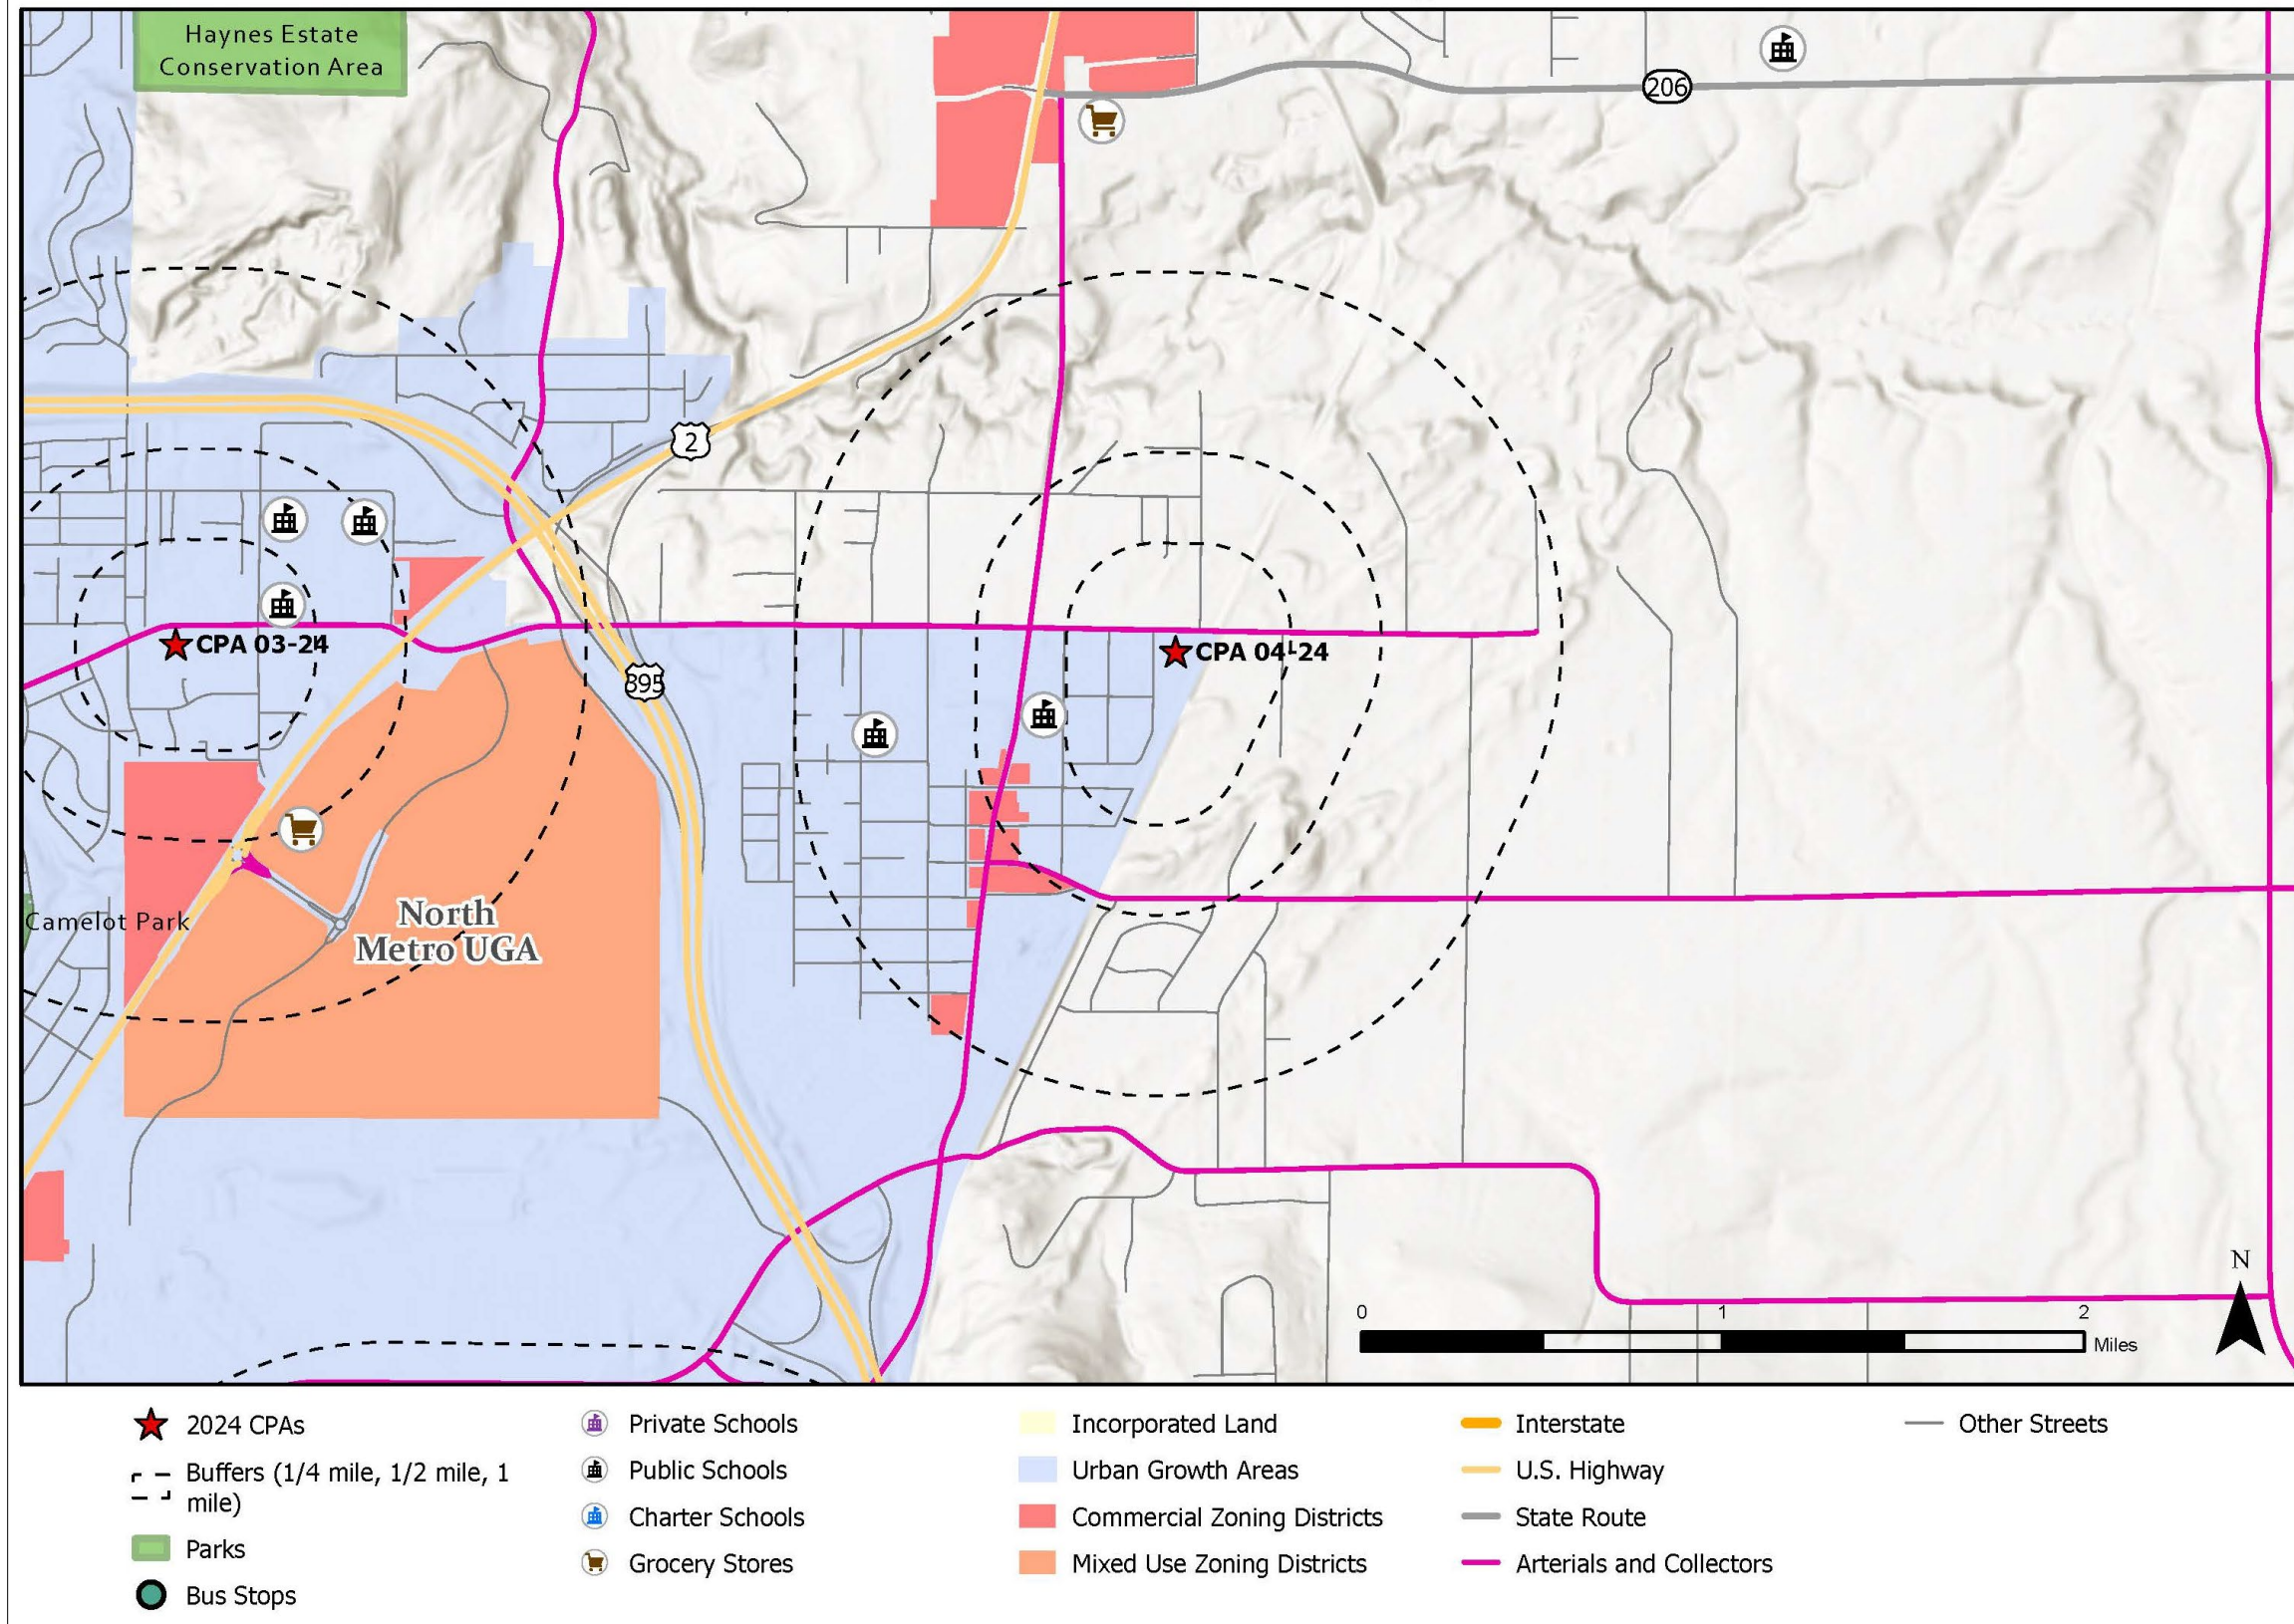 Haynes Estate
Conservation Area
206
2
CPA 03-24
395
CPA 04-24
Camelot Park
North
Metro UGA
N
0 1 2
Miles
2024 CPAs
Buffers (1/4 mile, 1/2 mile, 1
mile)
Parks
Bus Stops
Private Schools
Public Schools
Charter Schools
Grocery Stores
Incorporated Land
Urban Growth Areas
Commercial Zoning Districts
Mixed Use Zoning Districts
Interstate
U.S. Highway
State Route
Arterials and Collectors
Other Streets